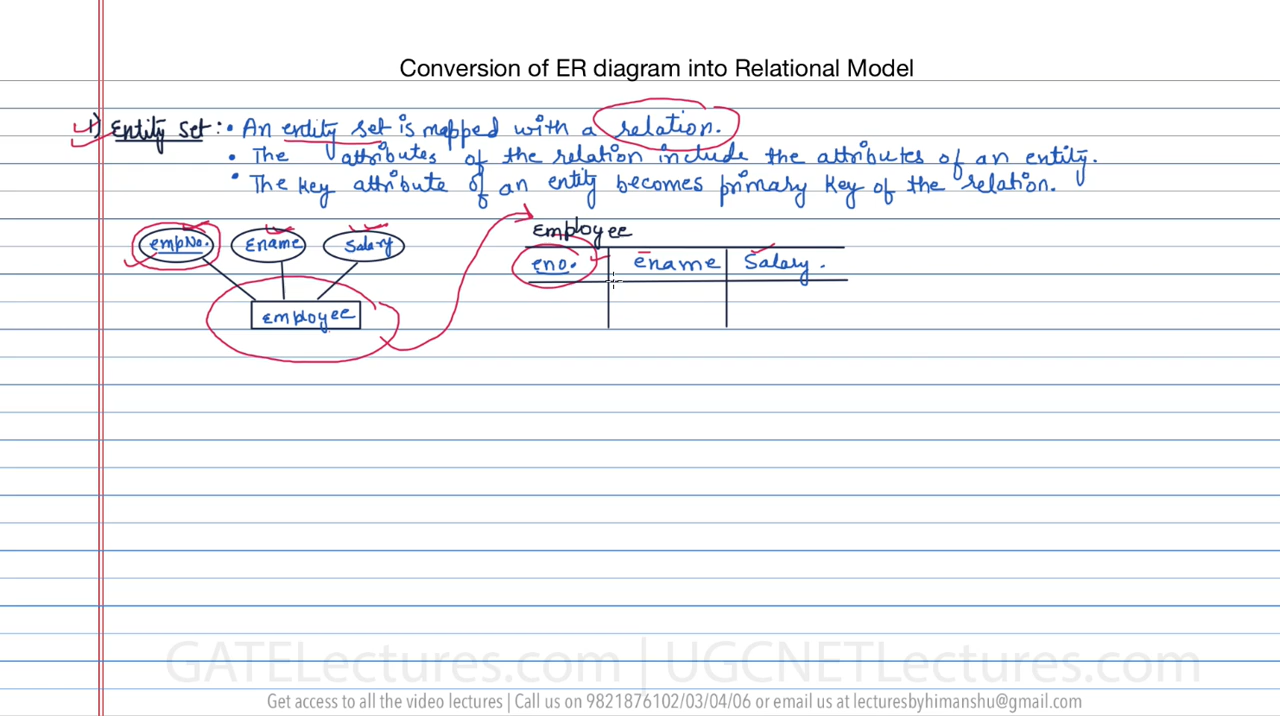 Conversion of ER diagram into Relational Model
1) Entity Set : • An entity set is mapped with a relation.
• The attributes of the relation include the attributes of an entity.
• The key attribute of an entity becomes primary key of the relation.
empNo. Ename Salary
employee
Employee
eno. ename Salary.
GATELectures.com | UGCNETLectures.com
Get access to all the video lectures | Call us on 9821876102/03/04/06 or email us at lecturesbyhimanshu@gmail.com